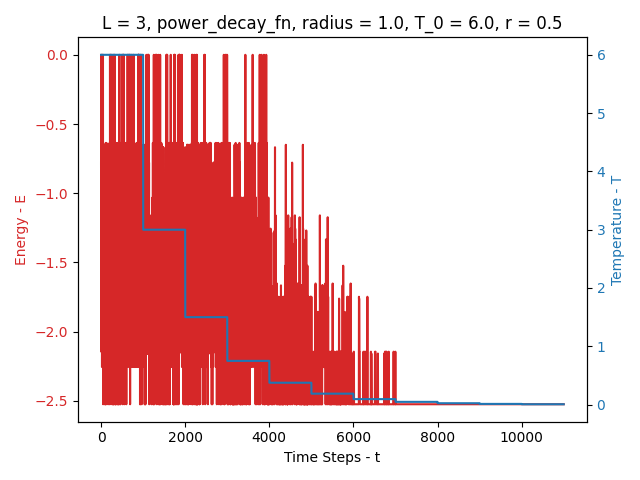 L = 3, power_decay_fn, radius = 1.0, T_0 = 6.0, r = 0.5
0.0
−0.5
−1.0
−1.5
−2.0
−2.5
Energy - E
6
5
4
3
2
1
0
Temperature - T
0 2000 4000 6000 8000 10000
Time Steps - t